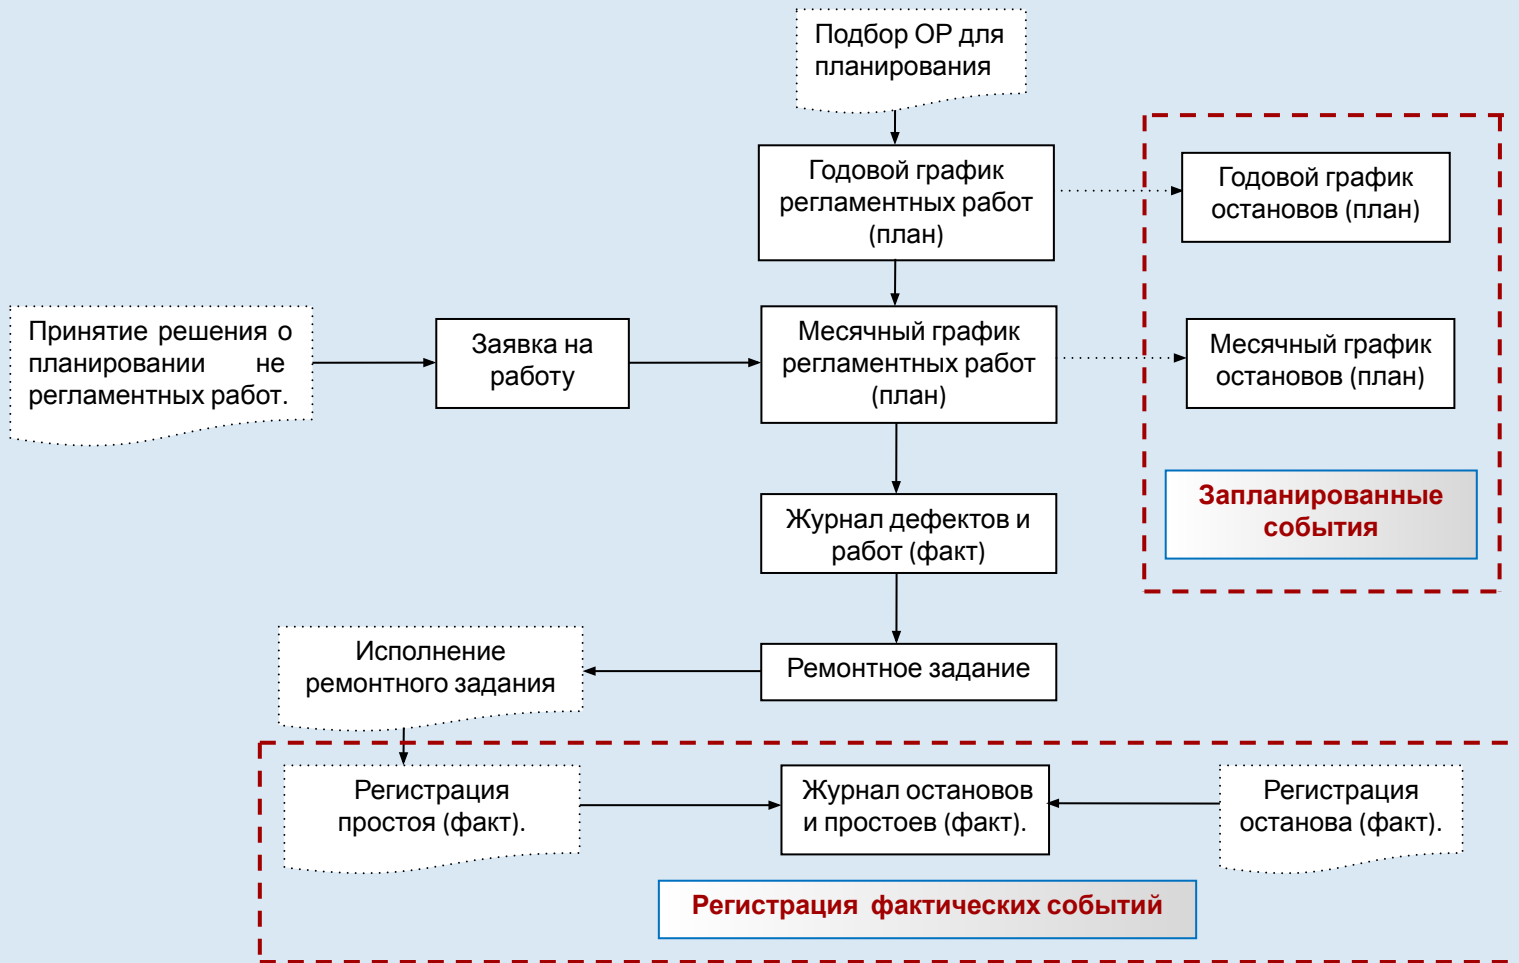 Подбор ОР для
планирования
Годовой график
регламентных работ
(план)
Годовой график
остановов (план)
Принятие решения о
планировании не
регламентных работ.
Заявка на
работу
Месячный график
регламентных работ
(план)
Месячный график
остановов (план)
Запланированные
события
Журнал дефектов и
работ (факт)
Исполнение
ремонтного задания
Ремонтное задание
Регистрация
простоя (факт).
Журнал остановов
и простоев (факт).
Регистрация
останова (факт).
Регистрация фактических событий